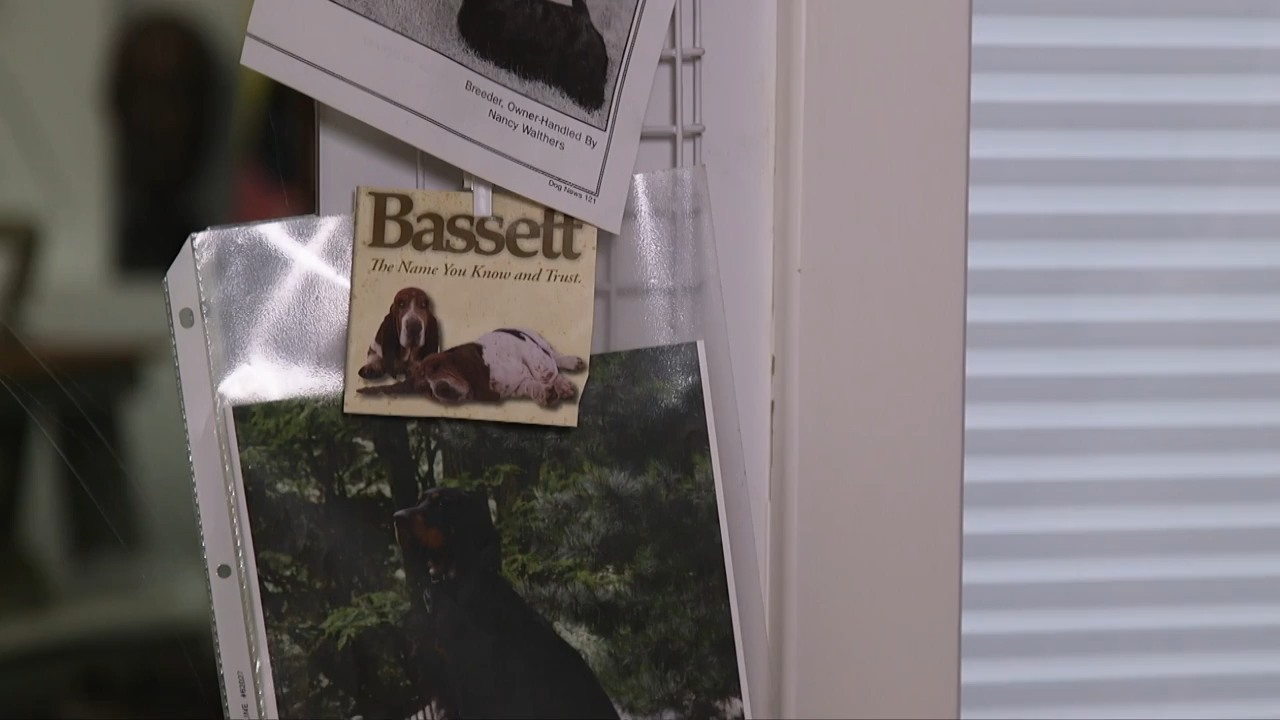 Breeder, Owner-Handled By
Nancy Walthers
Dog News 121
Bassett
The Name You Know and Trust.